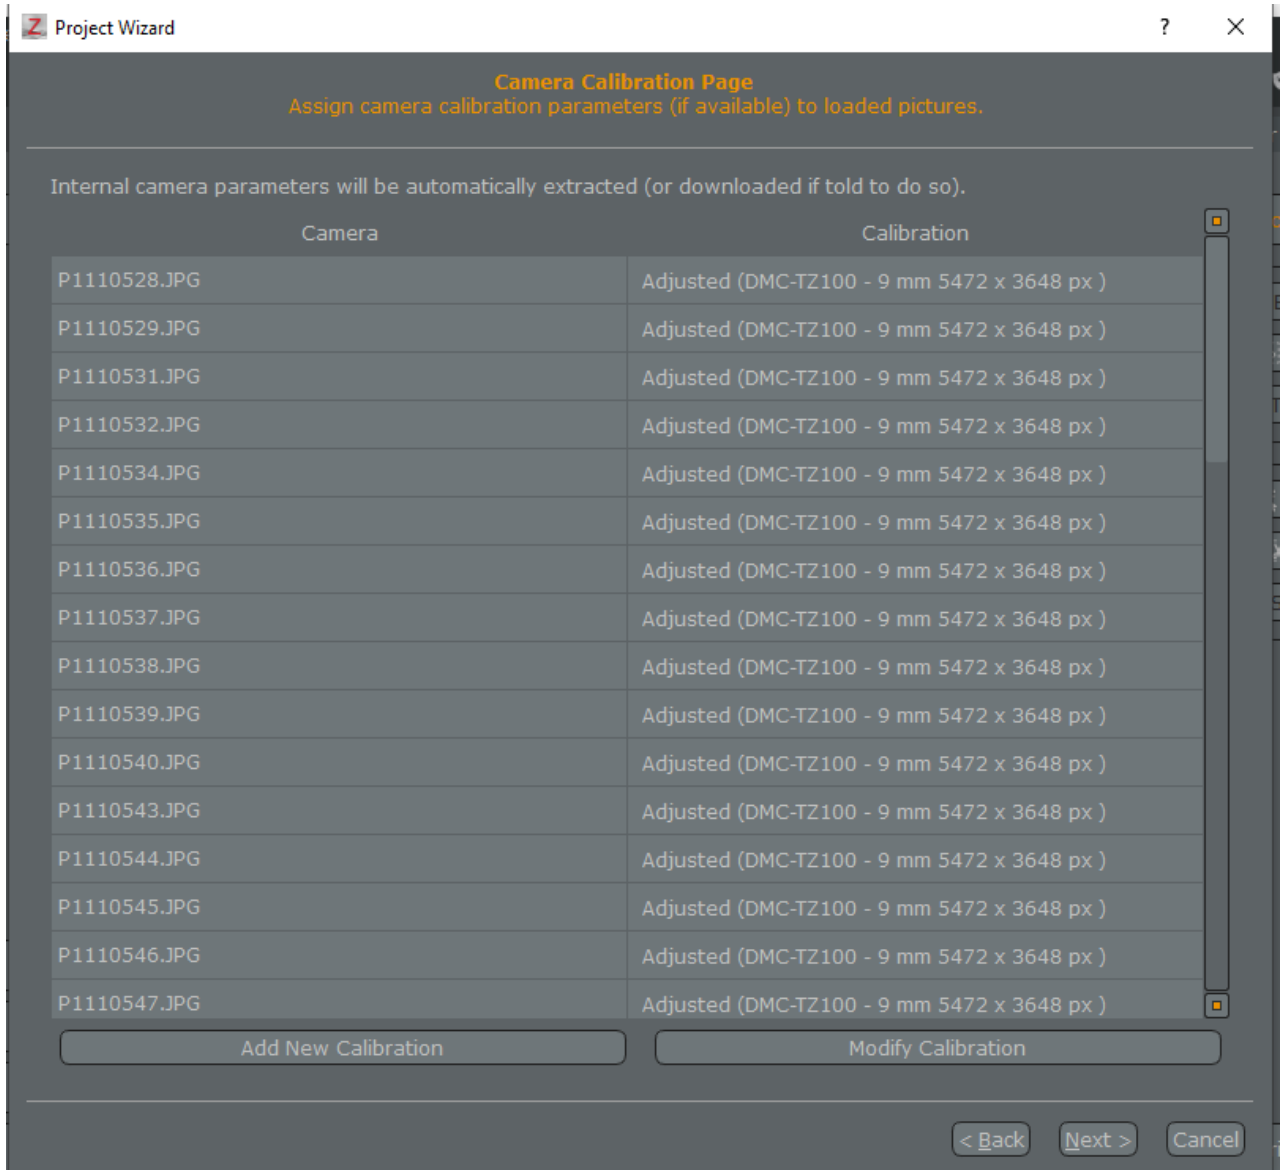 Z Project Wizard ? ×
Camera Calibration Page
Assign camera calibration parameters (if available) to loaded pictures.
Internal camera parameters will be automatically extracted (or downloaded if told to do so).
Camera Calibration
P1110528.JPG Adjusted (DMC-TZ100 - 9 mm 5472 x 3648 px )
P1110529.JPG Adjusted (DMC-TZ100 - 9 mm 5472 x 3648 px )
P1110531.JPG Adjusted (DMC-TZ100 - 9 mm 5472 x 3648 px )
P1110532.JPG Adjusted (DMC-TZ100 - 9 mm 5472 x 3648 px )
P1110534.JPG Adjusted (DMC-TZ100 - 9 mm 5472 x 3648 px )
P1110535.JPG Adjusted (DMC-TZ100 - 9 mm 5472 x 3648 px )
P1110536.JPG Adjusted (DMC-TZ100 - 9 mm 5472 x 3648 px )
P1110537.JPG Adjusted (DMC-TZ100 - 9 mm 5472 x 3648 px )
P1110538.JPG Adjusted (DMC-TZ100 - 9 mm 5472 x 3648 px )
P1110539.JPG Adjusted (DMC-TZ100 - 9 mm 5472 x 3648 px )
P1110540.JPG Adjusted (DMC-TZ100 - 9 mm 5472 x 3648 px )
P1110543.JPG Adjusted (DMC-TZ100 - 9 mm 5472 x 3648 px )
P1110544.JPG Adjusted (DMC-TZ100 - 9 mm 5472 x 3648 px )
P1110545.JPG Adjusted (DMC-TZ100 - 9 mm 5472 x 3648 px )
P1110546.JPG Adjusted (DMC-TZ100 - 9 mm 5472 x 3648 px )
P1110547.JPG Adjusted (DMC-TZ100 - 9 mm 5472 x 3648 px )
Add New Calibration Modify Calibration
< Back Next > Cancel